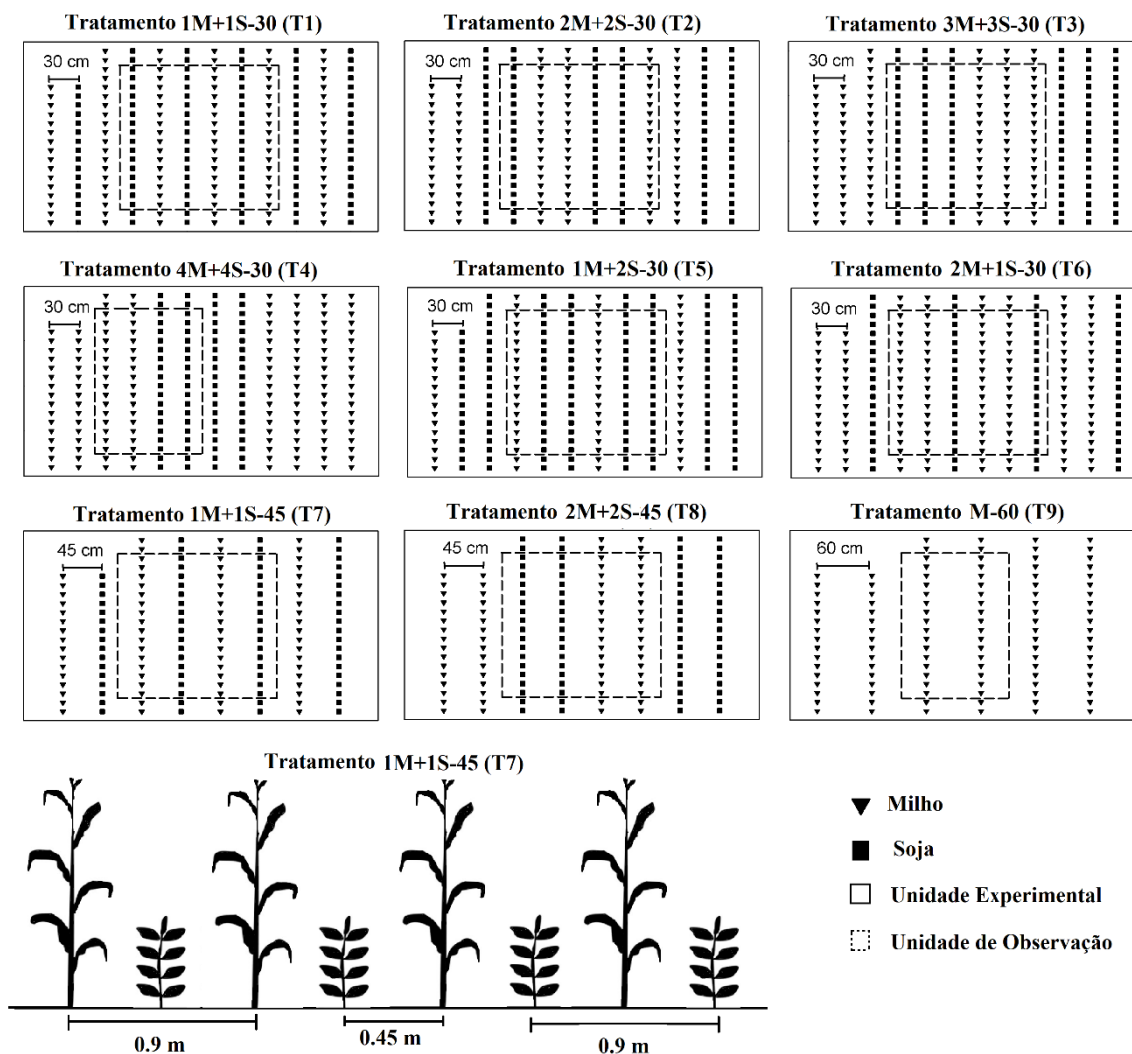 Tratamento 1M+1S-30 (T1)
Tratamento 2M+2S-30 (T2)
Tratamento 3M+3S-30 (T3)
30 cm
30 cm
30 cm
Tratamento 4M+4S-30 (T4)
Tratamento 1M+2S-30 (T5)
Tratamento 2M+1S-30 (T6)
30 cm
30 cm
30 cm
Tratamento 1M+1S-45 (T7)
Tratamento 2M+2S-45 (T8)
Tratamento M-60 (T9)
45 cm
45 cm
60 cm
Tratamento 1M+1S-45 (T7)
Milho
Soja
Unidade Experimental
Unidade de Observação
0.9 m
0.45 m
0.9 m